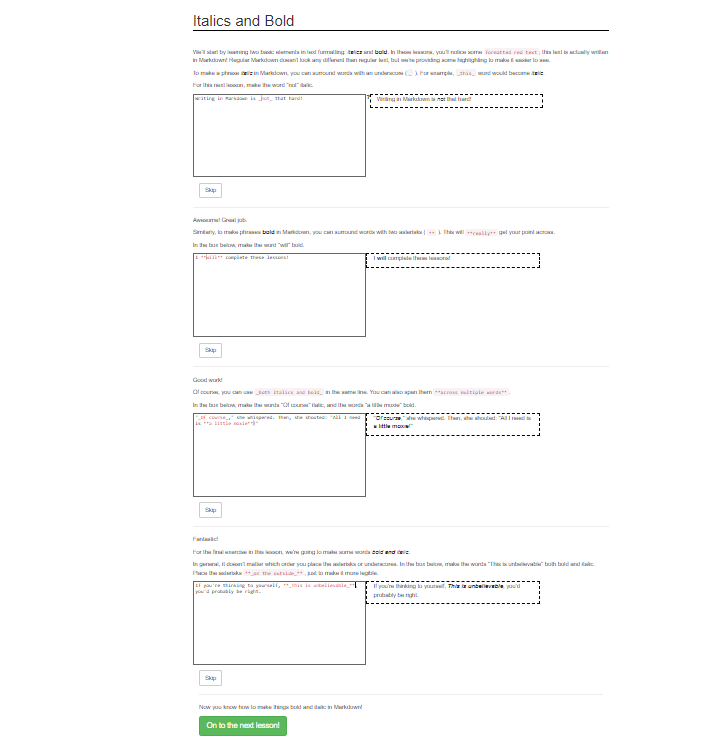 Italics and Bold
We'll start by learning two basic elements in text formatting: italics and bold. In these lessons, you'll notice some formatted red text, this text is actually written
in Markdown! Regular Markdown doesn't look any different than regular text, but we're providing some highlighting to make it easier to see.
To make a phrase italic in Markdown, you can surround words with an underscore ( _ ). For example, _this_ word would become italic.
For this next lesson, make the word "not" italic.
Writing in Markdown is _not_ that hard!
Writing in Markdown is not that hard!
Skip
Awesome! Great job.
Similarly, to make phrases bold in Markdown, you can surround words with two asterisks ( ** ). This will **really** get your point across.
In the box below, make the word "will" bold.
I **will** complete these lessons!
I will complete these lessons!
Skip
Good work!
Of course, you can use _both italics and bold_ in the same line. You can also span them **across multiple words**.
In the box below, make the words "Of course" italic, and the words "a little moxie" bold.
"_Of course_," she whispered. Then, she shouted: "All I need
is **a little moxie**!"
"Of course," she whispered. Then, she shouted: "All I need is
a little moxie!"
Skip
Fantastic!
For the final exercise in this lesson, we're going to make some words bold and italic.
In general, it doesn't matter which order you place the asterisks or underscores. In the box below, make the words "This is unbelievable" both bold and italic.
Place the asterisks **_on the outside_**, just to make it more legible.
If you're thinking to yourself, **_This is unbelievable_**,
you'd probably be right.
If you're thinking to yourself, This is unbelievable, you'd
probably be right.
Skip
Now you know how to make things bold and italic in Markdown!
On to the next lesson!